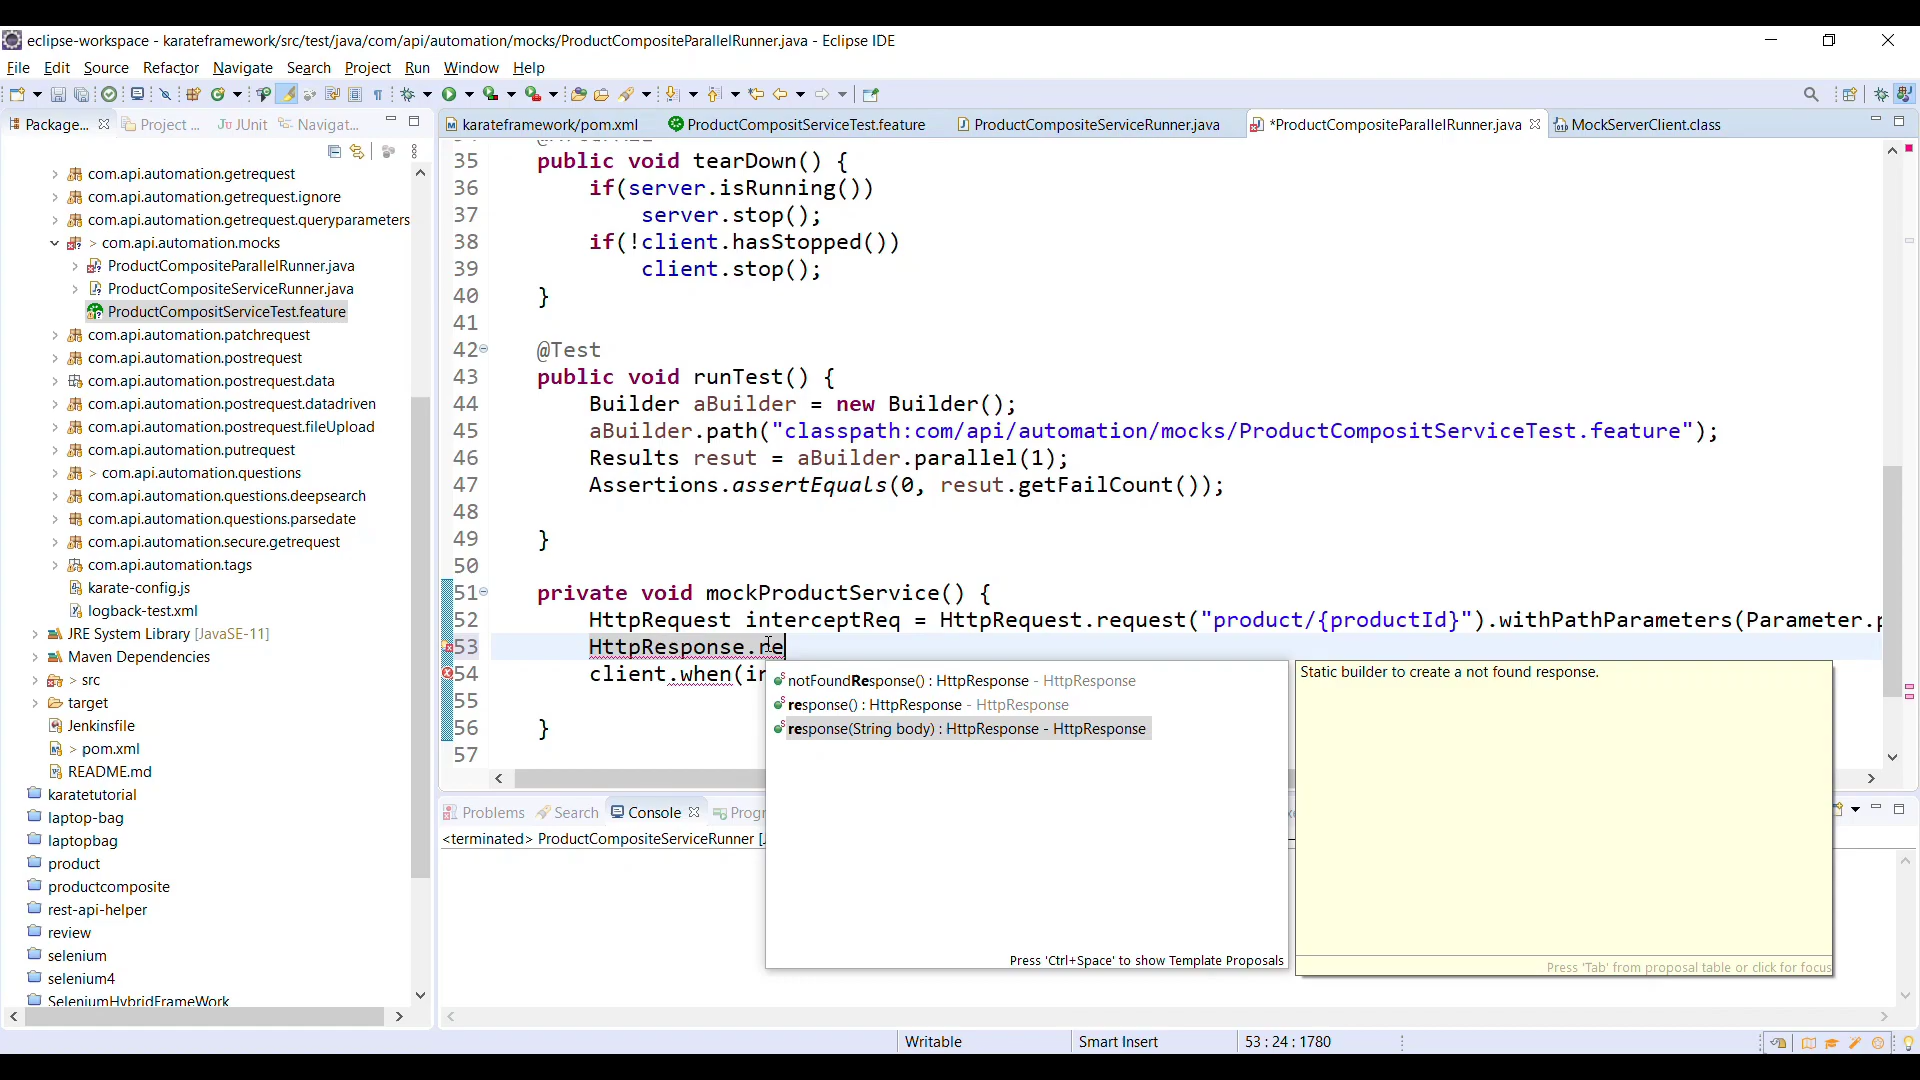 eclipse-workspace - karateframework/src/test/java/com/api/automation/mocks/ProductCompositeParallelRunner.java - Eclipse IDE
File Edit Source Refactor Navigate Search Project Run Window Help
Package... Project ... JUnit Navigat...
karateframework/pom.xml ProductCompositServiceTest.feature ProductCompositeServiceRunner.java *ProductCompositeParallelRunner.java MockServerClient.class
com.api.automation.getrequest
com.api.automation.getrequest.ignore
com.api.automation.getrequest.queryparameters
> com.api.automation.mocks
ProductCompositeParallelRunner.java
ProductCompositeServiceRunner.java
ProductCompositServiceTest.feature
com.api.automation.patchrequest
com.api.automation.postrequest
com.api.automation.postrequest.data
com.api.automation.postrequest.datadriven
com.api.automation.postrequest.fileUpload
com.api.automation.putrequest
> com.api.automation.questions
com.api.automation.questions.deepsearch
com.api.automation.questions.parsedate
com.api.automation.secure.getrequest
com.api.automation.tags
karate-config.js
logback-test.xml
JRE System Library [JavaSE-11]
Maven Dependencies
> src
target
Jenkinsfile
> pom.xml
README.md
karatetutorial
laptop-bag
laptopbag
product
productcomposite
rest-api-helper
review
selenium
selenium4
SeleniumHybridFrameWork
35 public void tearDown() {
36 if(server.isRunning())
37 server.stop();
38 if(!client.hasStopped())
39 client.stop();
40 }
41
42 @Test
43 public void runTest() {
44 Builder aBuilder = new Builder();
45 aBuilder.path("classpath:com/api/automation/mocks/ProductCompositServiceTest.feature");
46 Results resut = aBuilder.parallel(1);
47 Assertions.assertEquals(0, resut.getFailCount());
48
49 }
50
51 private void mockProductService() {
52 HttpRequest interceptReq = HttpRequest.request("product/{productId}").withPathParameters(Parameter.p
53 HttpResponse.re
54 client.when(in
55
56 }
57
notFoundResponse() : HttpResponse - HttpResponse
response() : HttpResponse - HttpResponse
response(String body) : HttpResponse - HttpResponse
Press 'Ctrl+Space' to show Template Proposals
Static builder to create a not found response.
Press 'Tab' from proposal table or click for focus
Problems Search Console Progr
<terminated> ProductCompositeServiceRunner [J
Writable Smart Insert 53 : 24 : 1780